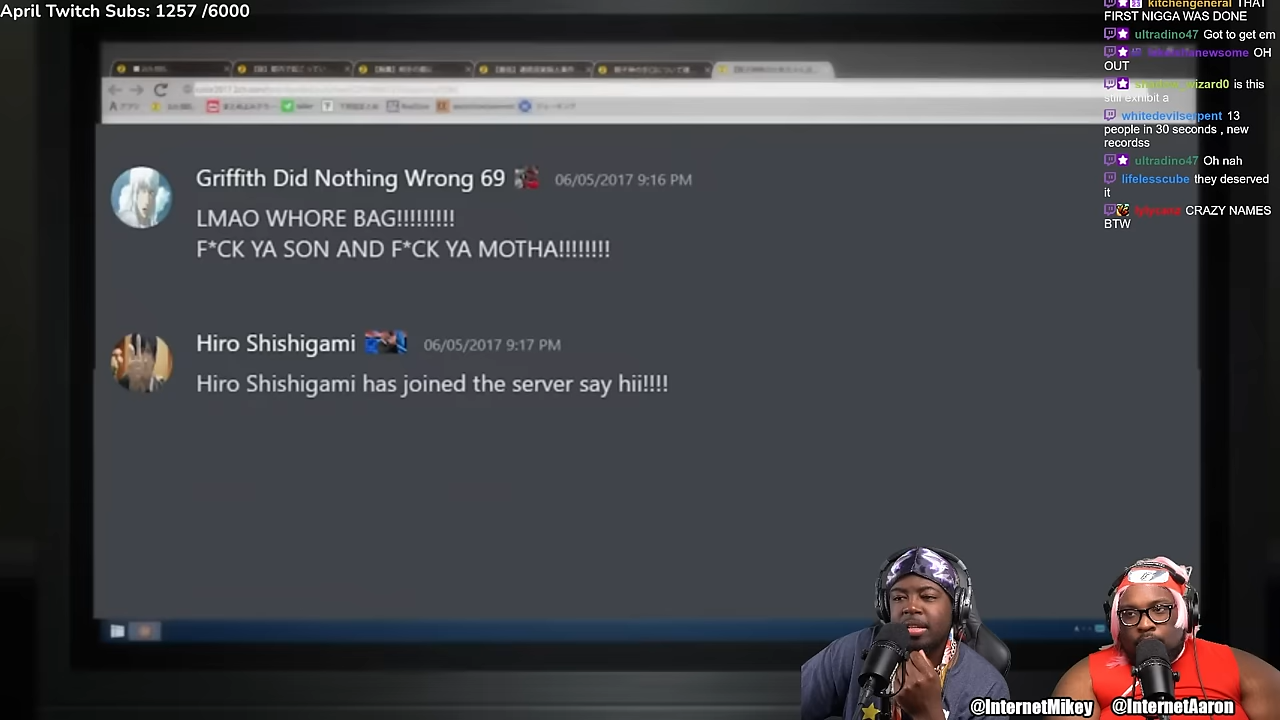 April Twitch Subs: 1257 /6000
Griffith Did Nothing Wrong 69 06/05/2017 9:16 PM
LMAO WHORE BAG!!!!!!!!!
F*CK YA SON AND F*CK YA MOTHA!!!!!!!!
Hiro Shishigami 06/05/2017 9:17 PM
Hiro Shishigami has joined the server say hii!!!!
kitchengeneral THAT
FIRST NIGGA WAS DONE
ultradino47 Got to get em
OH
OUT
is this
still exhibit a
whitedevilserpent 13
people in 30 seconds , new
recordss
ultradino47 Oh nah
lifelesscube they deserved
it
CRAZY NAMES
BTW
@InternetMikey
@InternetAaron